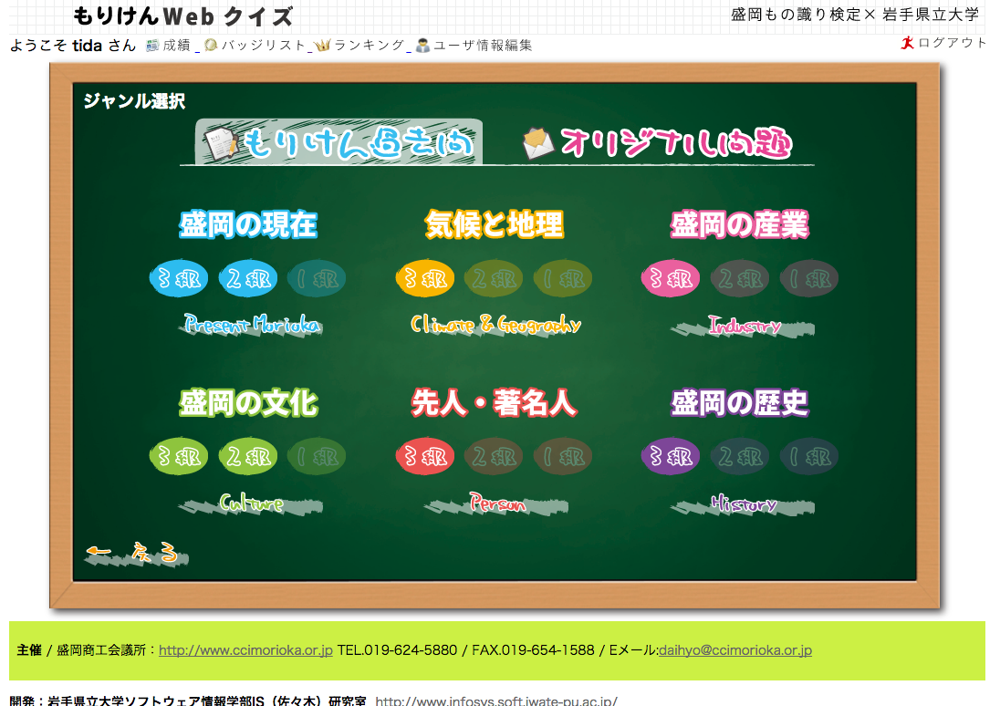 もりけんWeb クイズ
盛岡もの識り検定× 岩手県立大学
ようこそ tida さん 成績 _ バッジリスト _ ランキング _ ユーザ情報編集
ログアウト
ジャンル選択
もりけん過去問 オリジナル問題
盛岡の現在 気候と地理 盛岡の産業
3級 2級 1級 3級 2級 1級 3級 2級 1級
Present Morioka Climate & Geography Industry
盛岡の文化 先人・著名人 盛岡の歴史
3級 2級 1級 3級 2級 1級 3級 2級 1級
Culture Person History
← 戻る
主催 / 盛岡商工会議所：http://www.ccimorioka.or.jp TEL.019-624-5880 / FAX.019-654-1588 / Eメール:daihyo@ccimorioka.or.jp
開発：岩手県立大学ソフトウェア情報学部IS（佐々木）研究室 http://www.infosys.soft.iwate-pu.ac.jp/